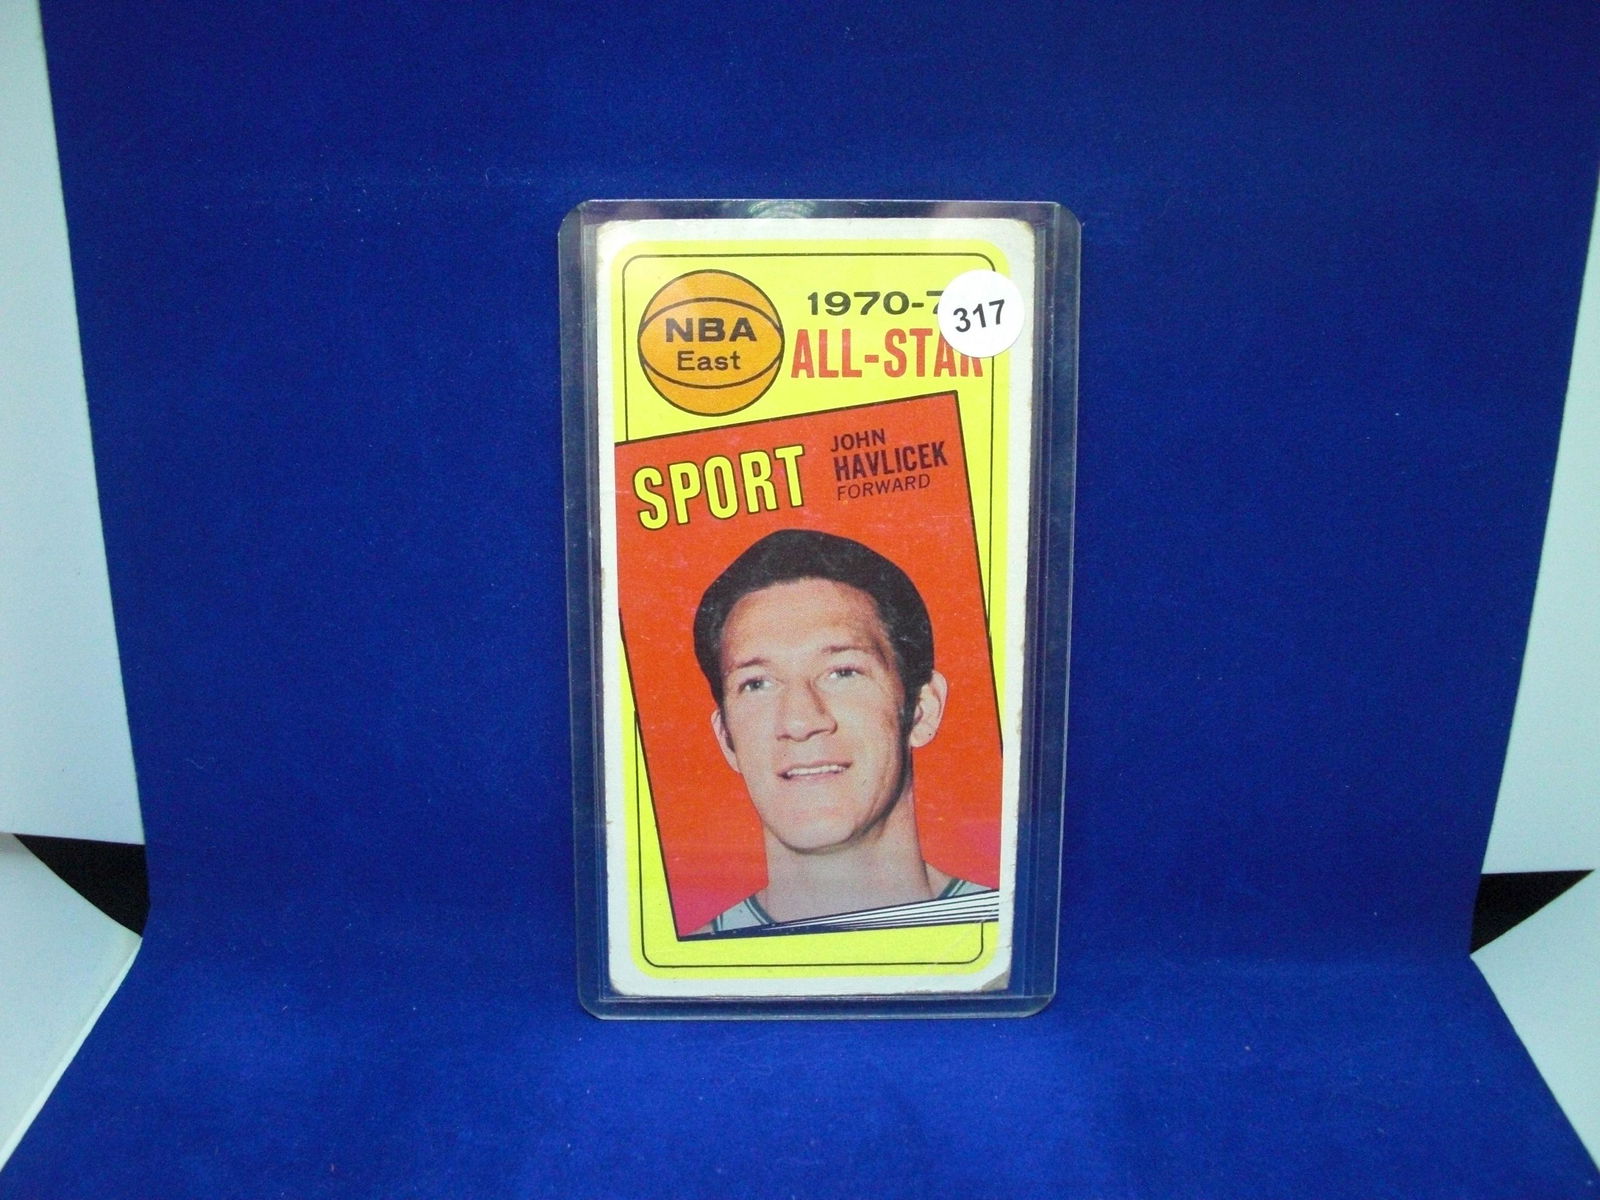 NBA
East
1970-7
317
ALL-STAR
SPORT
JOHN
HAVLICEK
FORWARD